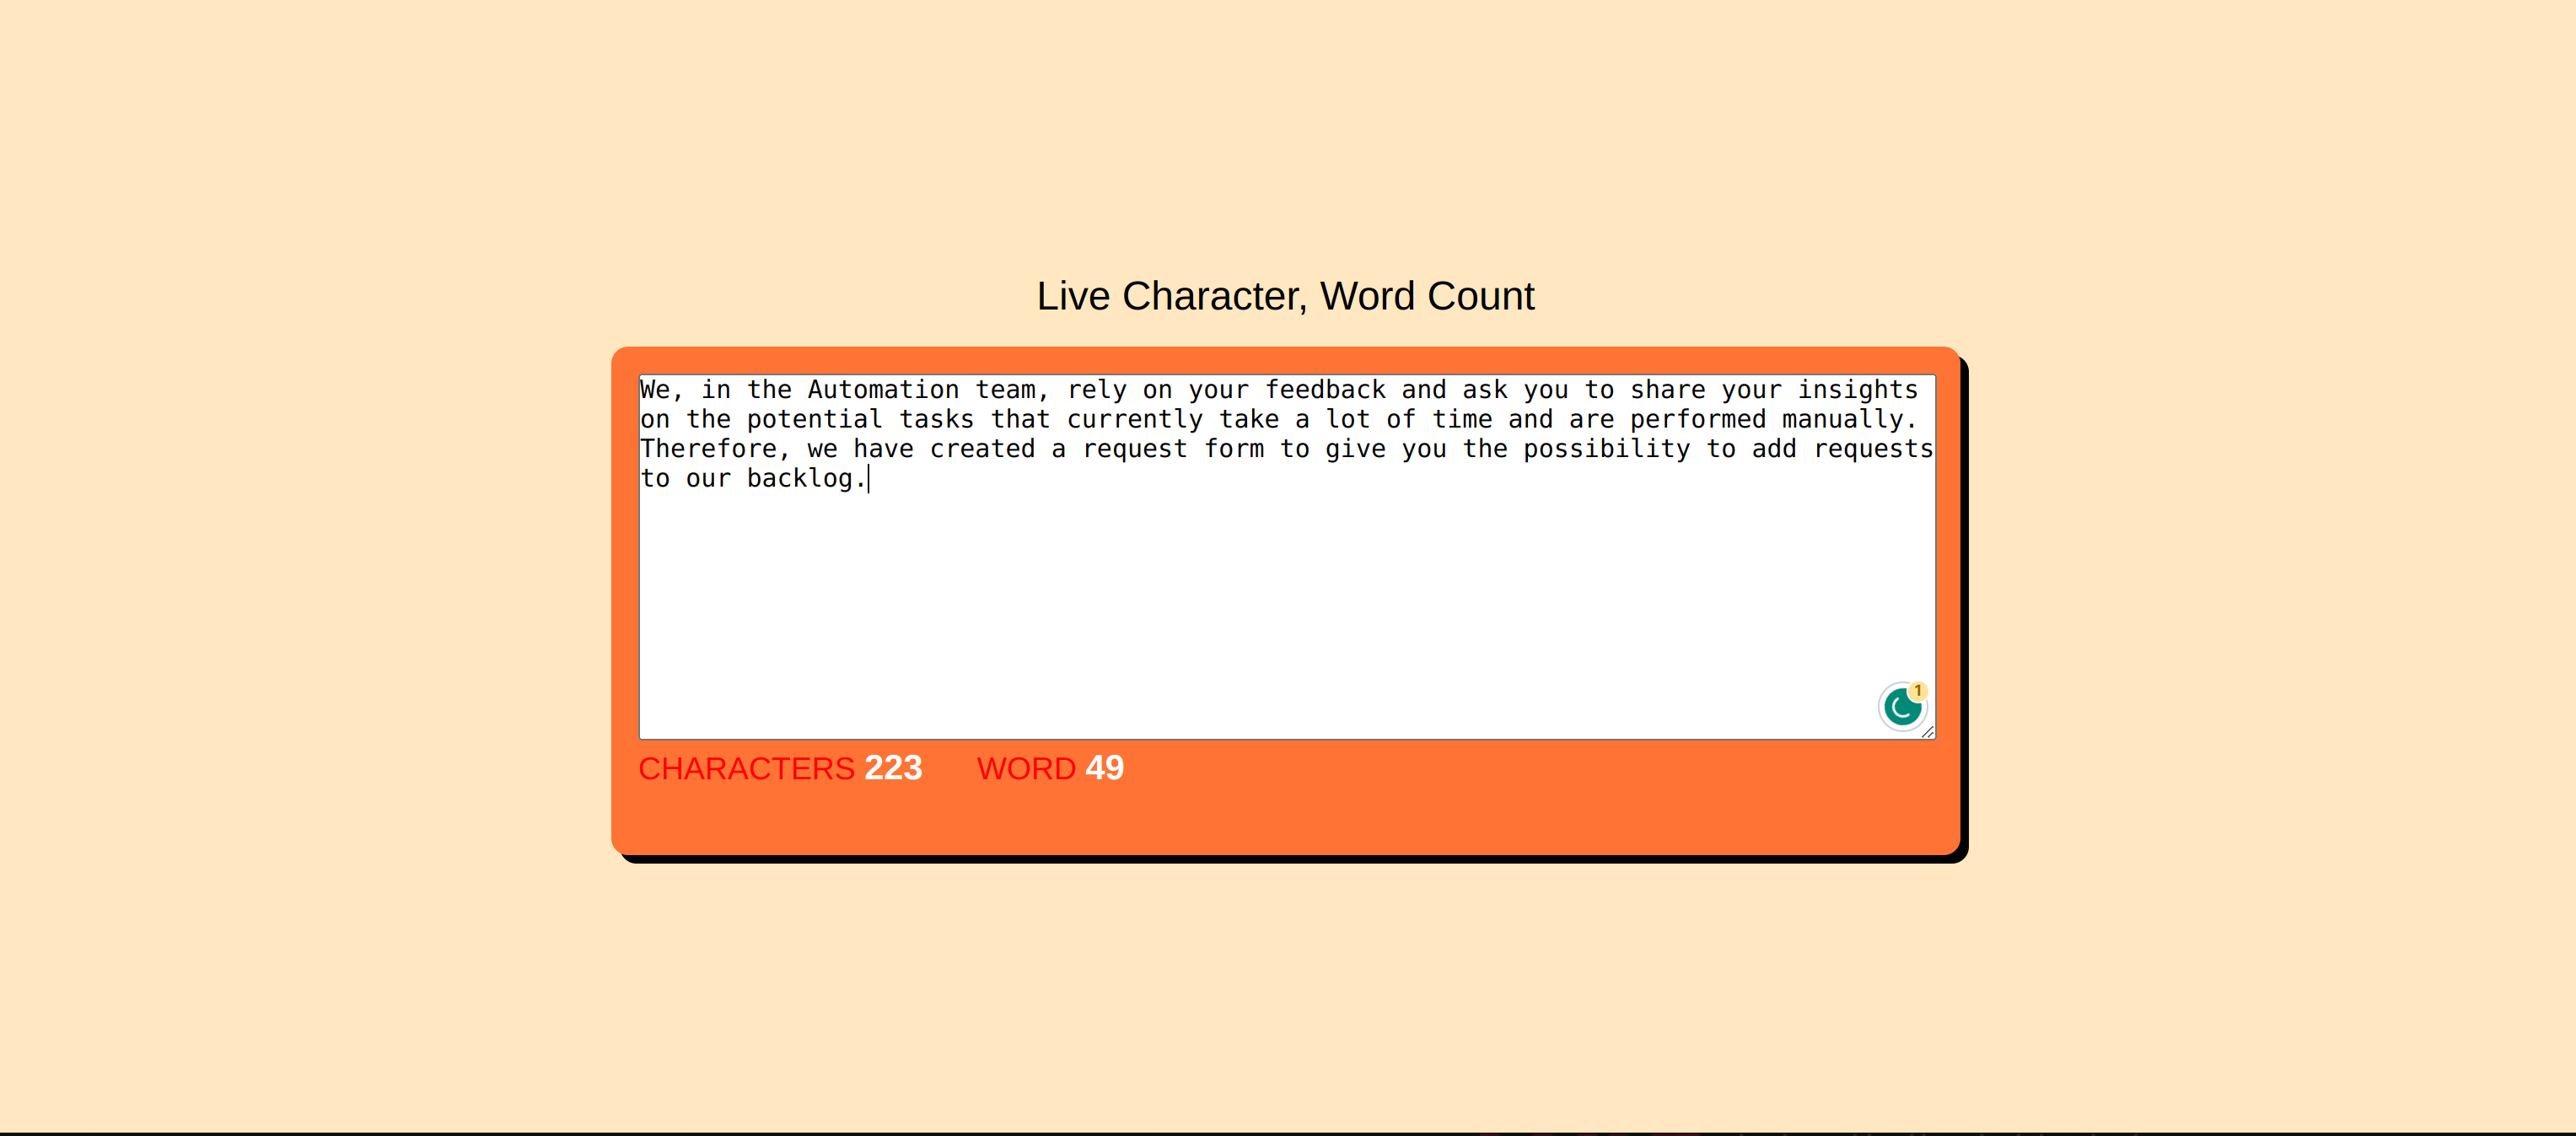 Live Character, Word Count
We, in the Automation team, rely on your feedback and ask you to share your insights
on the potential tasks that currently take a lot of time and are performed manually.
Therefore, we have created a request form to give you the possibility to add requests
to our backlog.
1
CHARACTERS 223 WORD 49